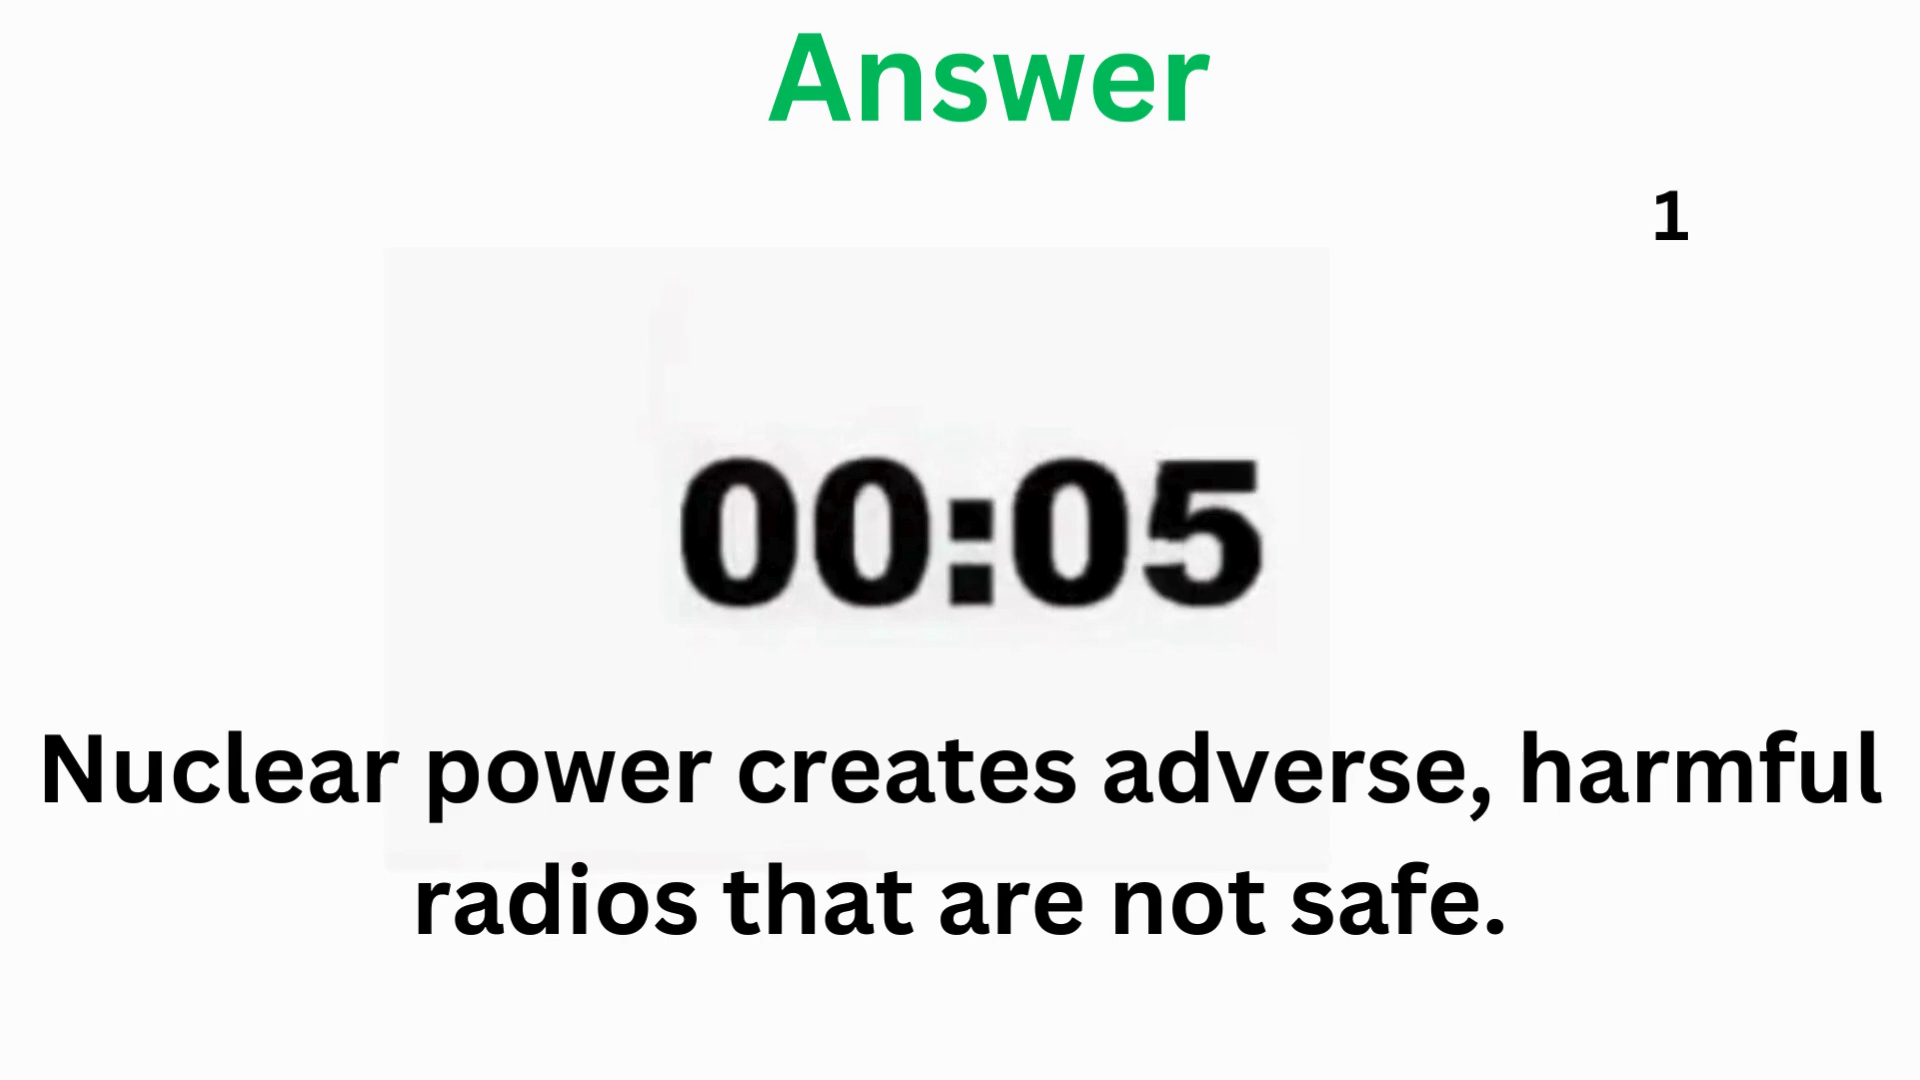 Answer
1
00:05
Nuclear power creates adverse, harmful
radios that are not safe.